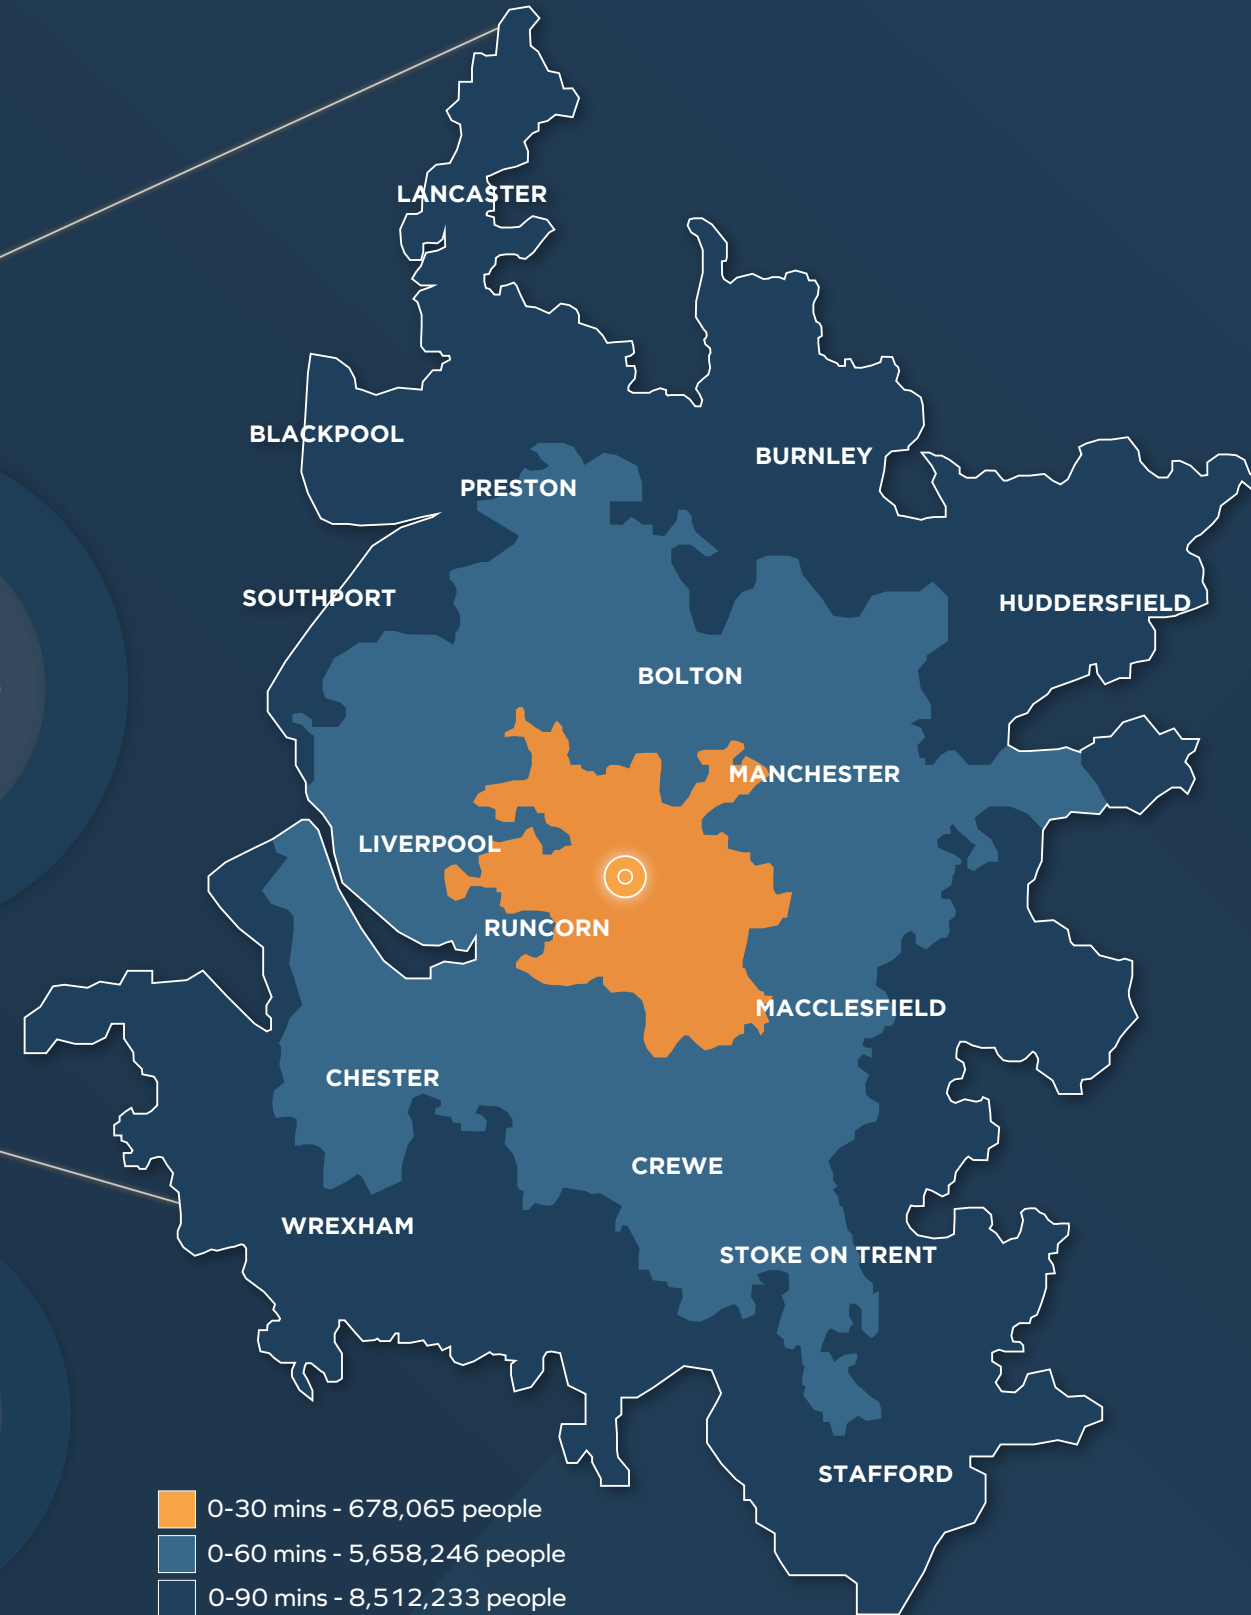 LANCASTER
BLACKPOOL
BURNLEY
PRESTON
SOUTHPORT
HUDDERSFIELD
BOLTON
MANCHESTER
LIVERPOOL
RUNCORN
MACCLESFIELD
CHESTER
CREWE
WREXHAM
STOKE ON TRENT
STAFFORD
0-30 mins - 678,065 people
0-60 mins - 5,658,246 people
0-90 mins - 8,512,233 people